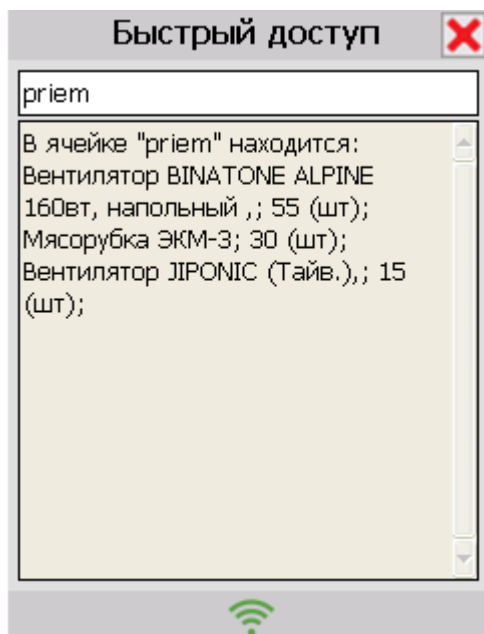 Быстрый доступ
priem
В ячейке "priem" находится:
Вентилятор BINATONE ALPINE
160вт, напольный ,; 55 (шт);
Мясорубка ЭКМ-3; 30 (шт);
Вентилятор JIPONIC (Тайв.),; 15
(шт);